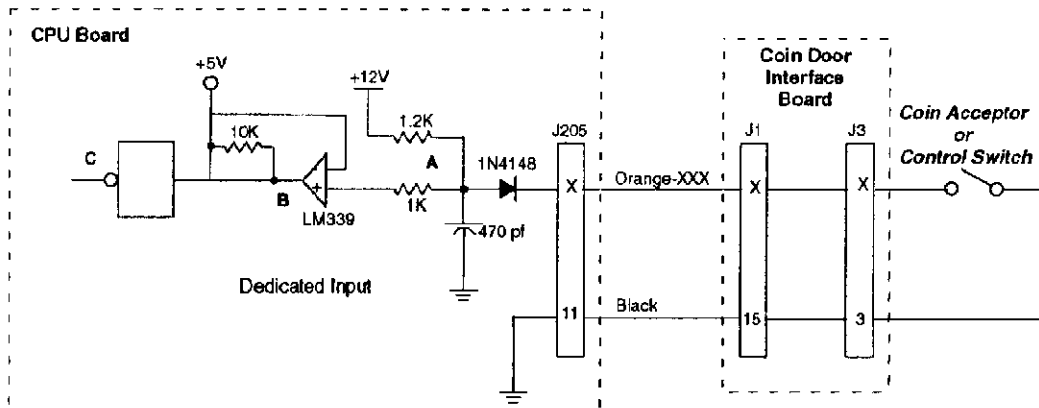 CPU Board
+5V
+12V
1.2K
10K
C
A
B
+
LM339
1K
1N4148
470 pf
Dedicated Input
J205
X
11
Orange-XXX
Black
Coin Door
Interface
Board
J1
X
15
J3
X
3
Coin Acceptor
or
Control Switch